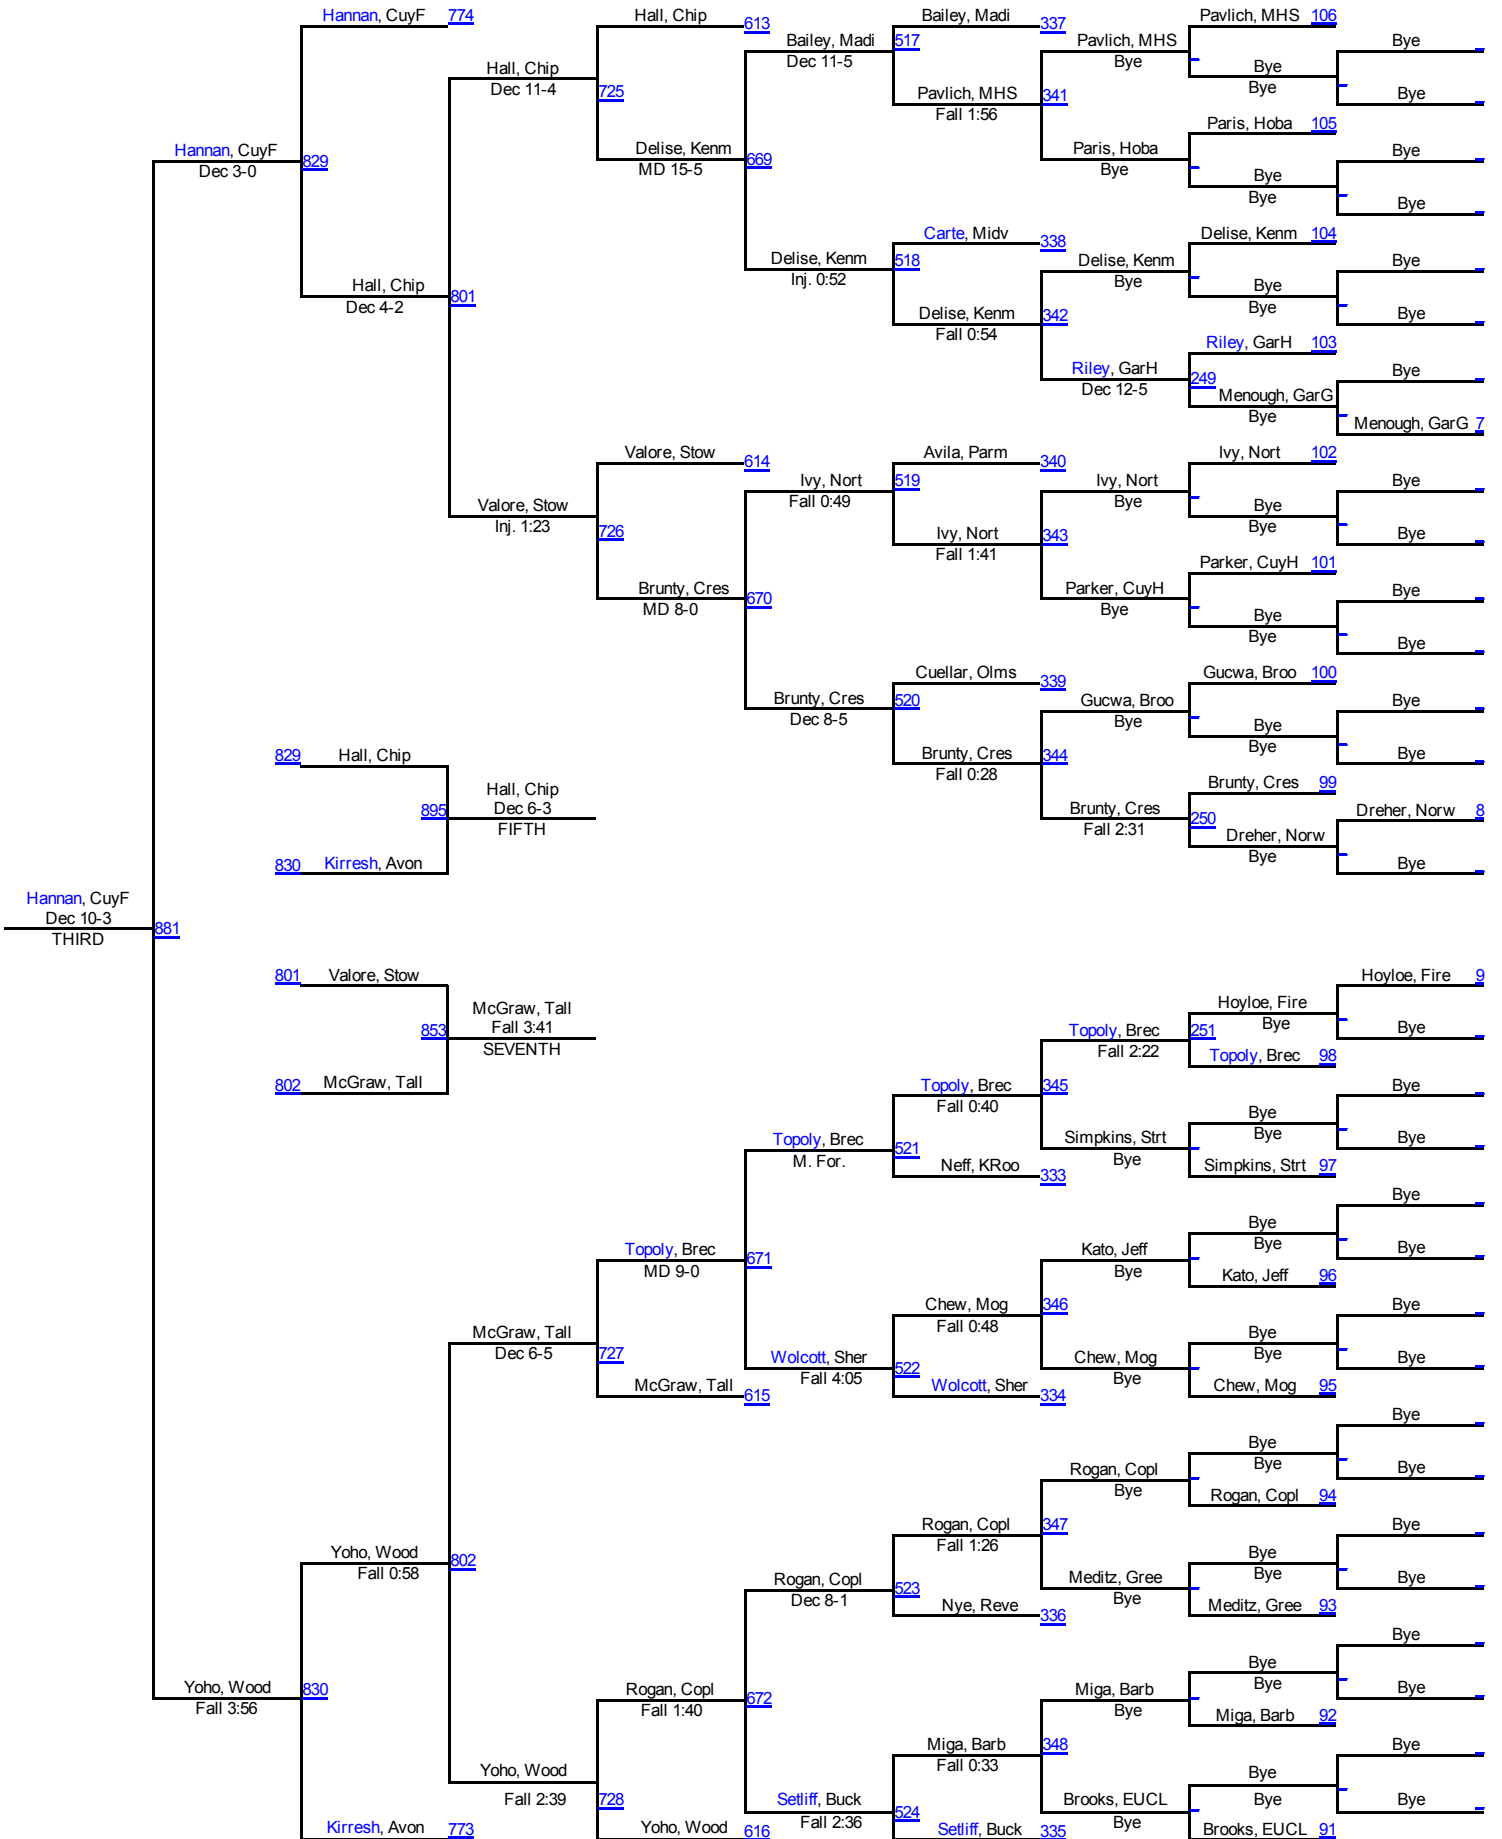 Hannan, CuyF 774 Hall, Chip Bailey, Madi Pavlich, MHS 106
613 337
Bailey, Madi 517 Pavlich, MHS Bye
Dec 11-5 Bye
Hall, Chip Bye
Dec 11-4 725 Pavlich, MHS 341 Bye Bye
Fall 1:56
Paris, Hoba 105
Hannan, CuyF Delise, Kenm Paris, Hoba Bye
Dec 3-0 829 MD 15-5 669 Bye
Bye
Bye Bye
Carte, Midv 338 Delise, Kenm 104
Delise, Kenm 518 Delise, Kenm Bye
Inj. 0:52 Bye
Hall, Chip 801 Bye
Dec 4-2 Delise, Kenm 342 Bye Bye
Fall 0:54
Riley, GarH 103
Riley, GarH 249 Bye
Dec 12-5 Menough, GarG
Bye Menough, GarG 7
Valore, Stow 614 Avila, Parm 340 Ivy, Nort 102
Ivy, Nort 519 Ivy, Nort Bye
Fall 0:49 Bye
Valore, Stow Bye
Inj. 1:23 726 Ivy, Nort 343 Bye Bye
Fall 1:41
Parker, CuyH 101
Brunty, Cres 670 Parker, CuyH Bye
MD 8-0 Bye Bye
Bye Bye
Cuellar, Olms 339 Gucwa, Broo 100
Brunty, Cres 520 Gucwa, Broo Bye
Dec 8-5 Bye Bye
829 Hall, Chip Brunty, Cres 344 Bye Bye
Fall 0:28
Hall, Chip Brunty, Cres 99
895 Dec 6-3 Brunty, Cres 250 Dreher, Norw 8
FIFTH Fall 2:31 Dreher, Norw
830 Kirresh, Avon Bye Bye
Hannan, CuyF
Dec 10-3 881
THIRD
801 Valore, Stow Hoyloe, Fire 9
McGraw, Tall Hoyloe, Fire
853 Fall 3:41 Topoly, Brec 251 Bye Bye
SEVENTH Fall 2:22 Topoly, Brec 98
802 McGraw, Tall Topoly, Brec 345 Bye
Fall 0:40 Bye
Topoly, Brec 521 Simpkins, Strt Bye Bye
M. For. Neff, KRoo 333 Bye Simpkins, Strt 97
Bye
Bye
Topoly, Brec 671 Kato, Jeff Bye Bye
MD 9-0 Bye Kato, Jeff 96
Chew, Mog 346 Bye
McGraw, Tall 727 Fall 0:48 Bye
Dec 6-5 Wolcott, Sher 522 Chew, Mog Bye Bye
Fall 4:05 Bye
McGraw, Tall 615 Wolcott, Sher 334 Chew, Mog 95
Bye
Bye
Rogan, Copl Bye Bye
Bye Rogan, Copl 94
Rogan, Copl 347 Bye
Yoho, Wood 802 Fall 1:26 Bye
Fall 0:58 Rogan, Copl 523 Meditz, Gree Bye Bye
Dec 8-1 Nye, Reve 336 Bye Meditz, Gree 93
Bye
Bye
Yoho, Wood 830 Rogan, Copl 672 Miga, Barb Bye Bye
Fall 3:56 Fall 1:40 Bye Miga, Barb 92
Miga, Barb 348 Bye
Yoho, Wood Fall 0:33 Bye
Fall 2:39 728 Setliff, Buck 524 Brooks, EUCL Bye Bye
Kirresh, Avon 773 Yoho, Wood 616 Fall 2:36 Setliff, Buck 335 Bye Brooks, EUCL 91